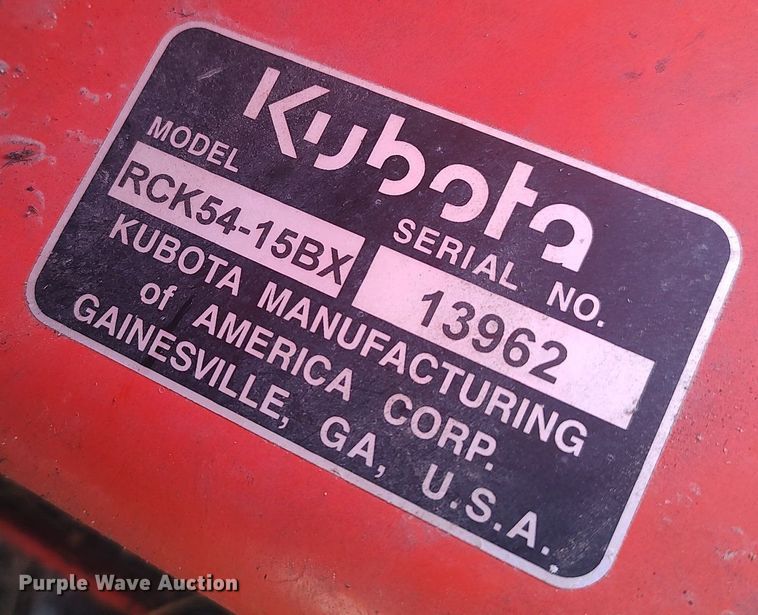 Kubota
MODEL SERIAL NO.
RCK54-15BX 13962
KUBOTA MANUFACTURING
of AMERICA CORP.
GAINESVILLE, GA, U.S.A.
Purple Wave Auction